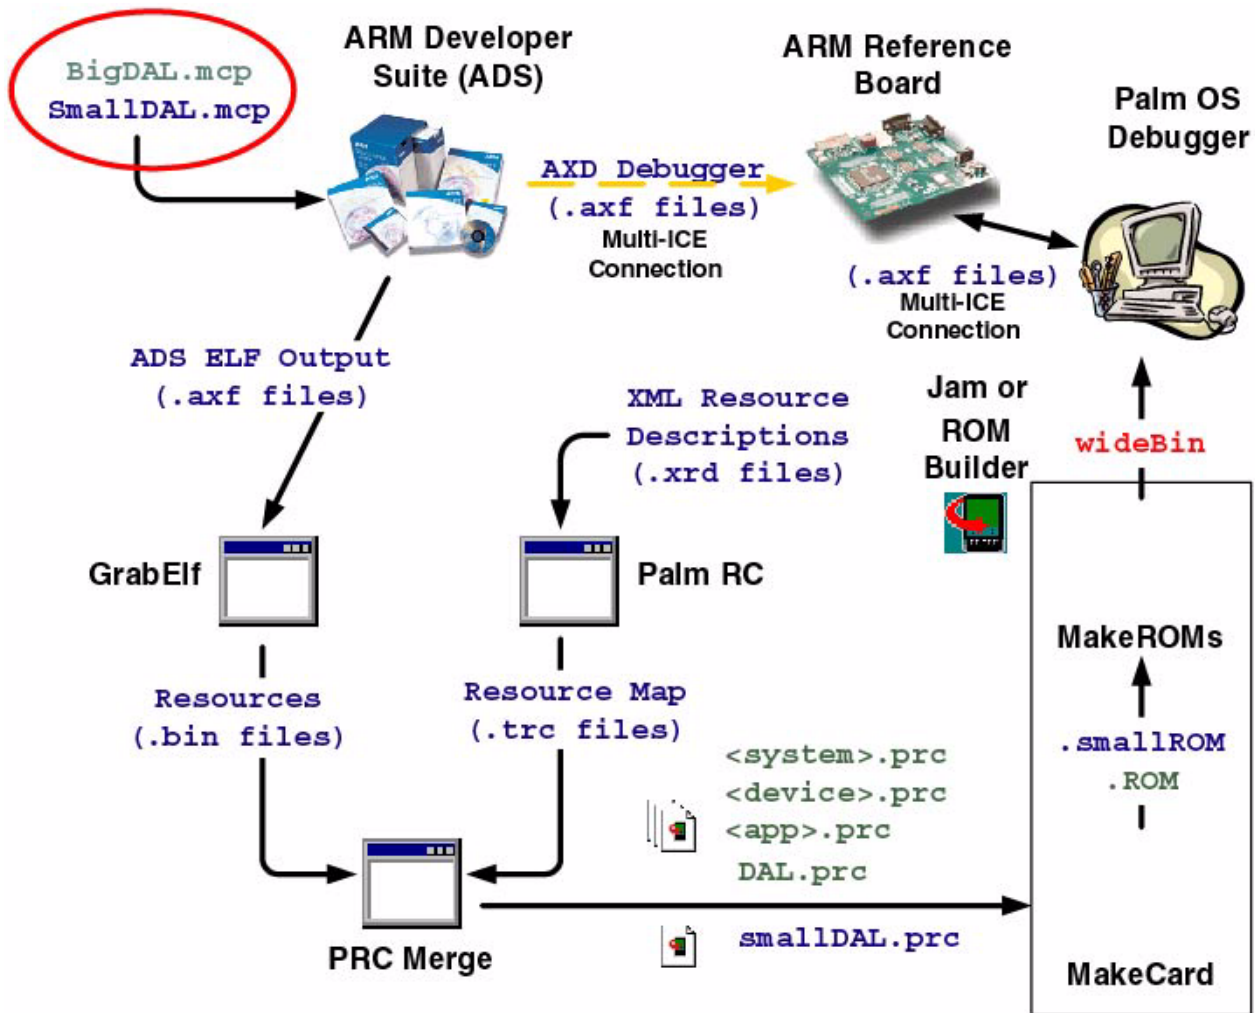 BigDAL.mcp
SmallDAL.mcp
ARM Developer
Suite (ADS)
ARM Reference
Board
Palm OS
Debugger
AXD Debugger
(.axf files)
Multi-ICE
Connection
(.axf files)
Multi-ICE
Connection
ADS ELF Output
(.axf files)
XML Resource
Descriptions
(.xrd files)
Jam or
ROM
Builder
wideBin
GrabElf
Palm RC
MakeROMs
Resources
(.bin files)
Resource Map
(.trc files)
.smallROM
.ROM
<system>.prc
<device>.prc
<app>.prc
DAL.prc
smallDAL.prc
PRC Merge
MakeCard